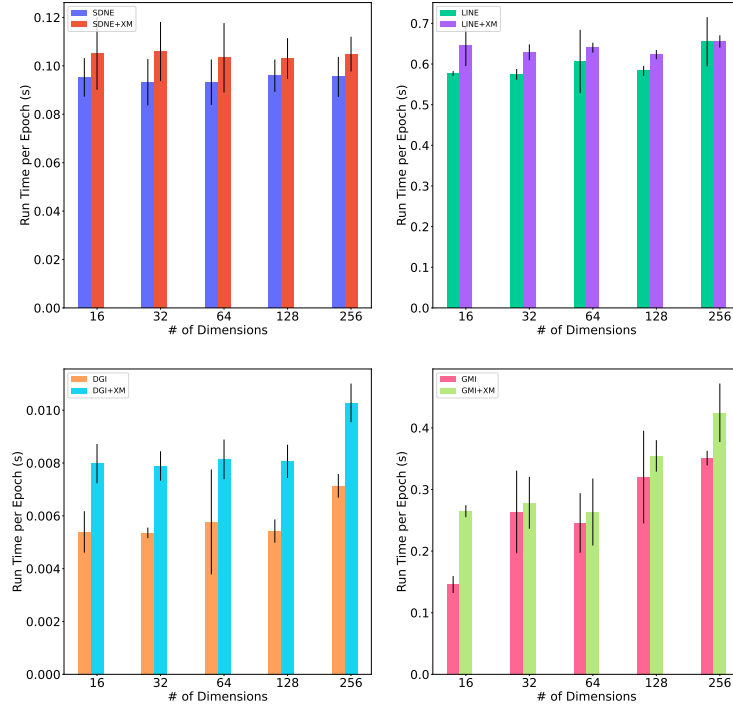 SDNE
SDNE+XM
0.12
0.10
0.08
0.06
0.04
0.02
0.00
Run Time per Epoch (s)
16 32 64 128 256
# of Dimensions
LINE
LINE+XM
0.7
0.6
0.5
0.4
0.3
0.2
0.1
0.0
Run Time per Epoch (s)
16 32 64 128 256
# of Dimensions
DGI
DGI+XM
0.010
0.008
0.006
0.004
0.002
0.000
Run Time per Epoch (s)
16 32 64 128 256
# of Dimensions
GMI
GMI+XM
0.4
0.3
0.2
0.1
0.0
Run Time per Epoch (s)
16 32 64 128 256
# of Dimensions